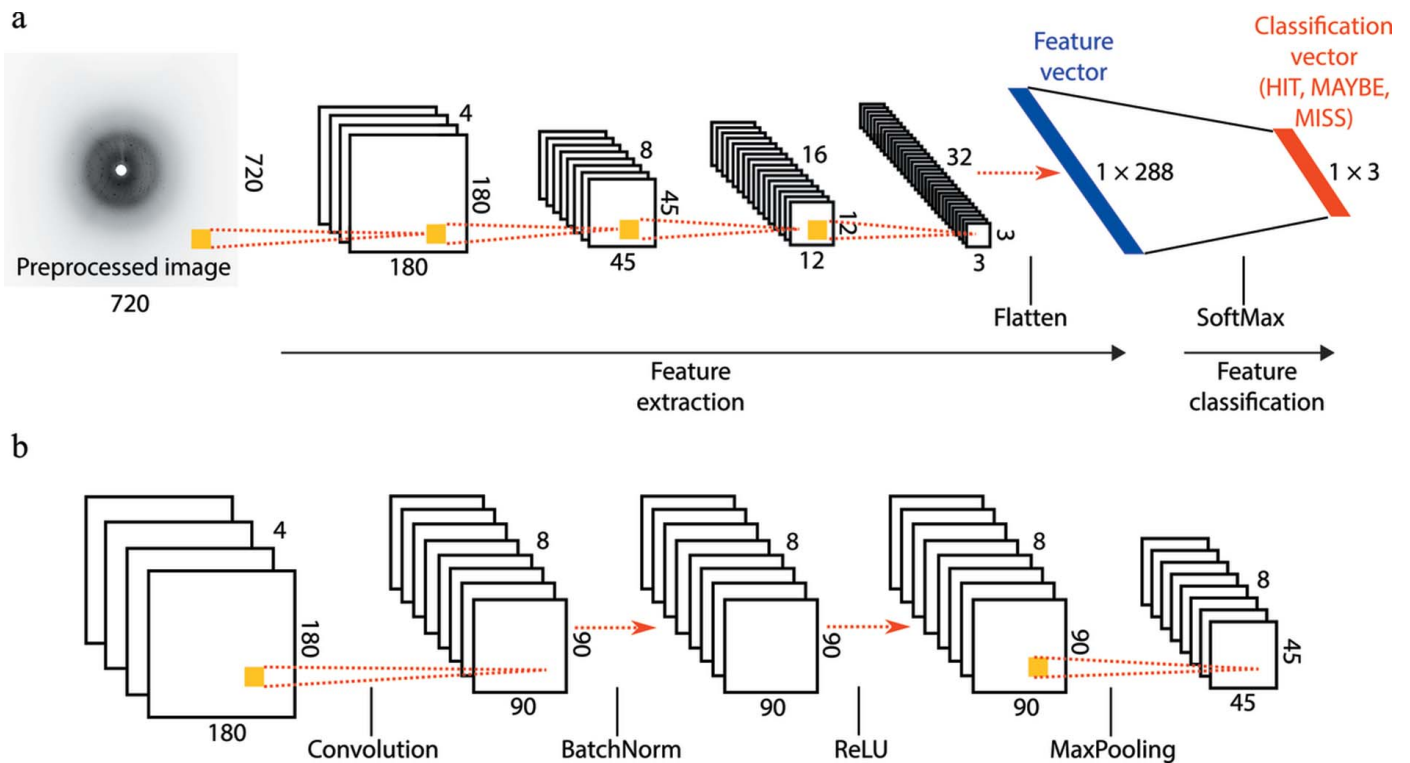 a
Preprocessed image
720
720
4
180
180
8
45
45
16
12
12
32
3
3
Feature
vector
1 × 288
Classification
vector
(HIT, MAYBE,
MISS)
1 × 3
Flatten
SoftMax
Feature
extraction
Feature
classification
b
4
180
180
8
90
90
8
90
90
8
90
90
8
45
45
Convolution
BatchNorm
ReLU
MaxPooling